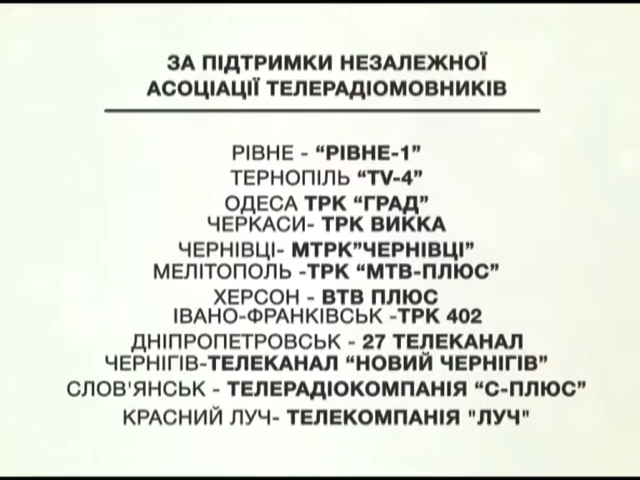 ЗА ПІДТРИМКИ НЕЗАЛЕЖНОЇ
АСОЦІАЦІЇ ТЕЛЕРАДІОМОВНИКІВ
РІВНЕ - “РІВНЕ-1”
ТЕРНОПІЛЬ “TV-4”
ОДЕСА ТРК “ГРАД”
ЧЕРКАСИ- ТРК ВИККА
ЧЕРНІВЦІ- МТРК”ЧЕРНІВЦІ”
МЕЛІТОПОЛЬ -ТРК “МТВ-ПЛЮС”
ХЕРСОН - ВТВ ПЛЮС
ІВАНО-ФРАНКІВСЬК -ТРК 402
ДНІПРОПЕТРОВСЬК - 27 ТЕЛЕКАНАЛ
ЧЕРНІГІВ-ТЕЛЕКАНАЛ “НОВИЙ ЧЕРНІГІВ”
СЛОВ'ЯНСЬК - ТЕЛЕРАДІОКОМПАНІЯ “С-ПЛЮС”
КРАСНИЙ ЛУЧ- ТЕЛЕКОМПАНІЯ "ЛУЧ"